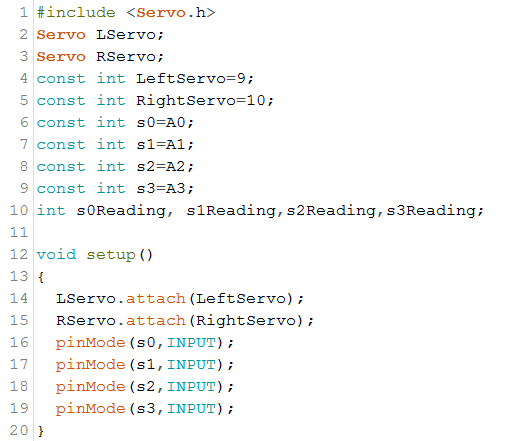 1 #include <Servo.h>
2 Servo LServo;
3 Servo RServo;
4 const int LeftServo=9;
5 const int RightServo=10;
6 const int s0=A0;
7 const int s1=A1;
8 const int s2=A2;
9 const int s3=A3;
10 int s0Reading, s1Reading,s2Reading,s3Reading;
11
12 void setup()
13 {
14   LServo.attach(LeftServo);
15   RServo.attach(RightServo);
16   pinMode(s0,INPUT);
17   pinMode(s1,INPUT);
18   pinMode(s2,INPUT);
19   pinMode(s3,INPUT);
20 }